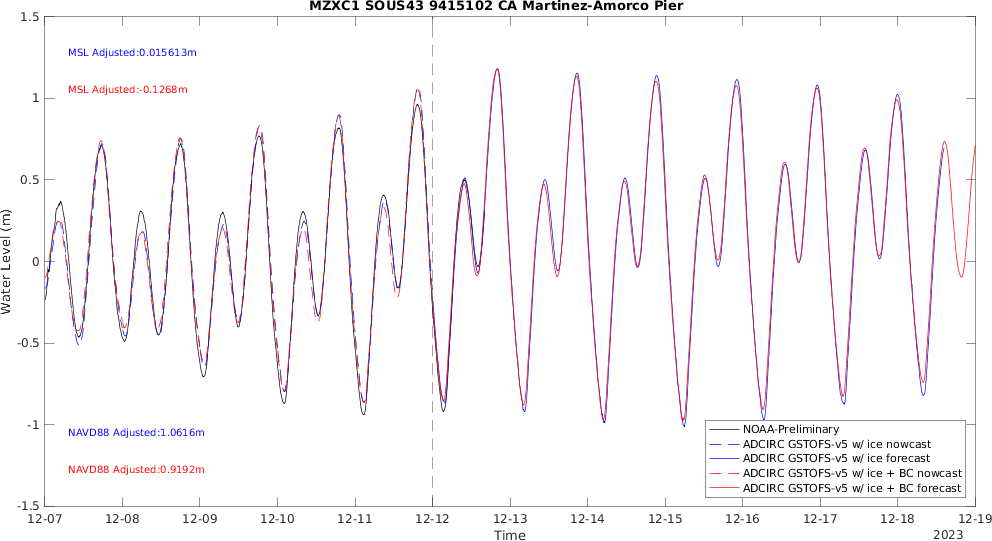 MZXC1 SOUS43 9415102 CA Martinez-Amorco Pier
1.5
1
0.5
0
-0.5
-1
-1.5
Water Level (m)
MSL Adjusted:0.015613m
MSL Adjusted:-0.1268m
NAVD88 Adjusted:1.0616m
NAVD88 Adjusted:0.9192m
NOAA-Preliminary
ADCIRC GSTOFS-v5 w/ ice nowcast
ADCIRC GSTOFS-v5 w/ ice forecast
ADCIRC GSTOFS-v5 w/ ice + BC nowcast
ADCIRC GSTOFS-v5 w/ ice + BC forecast
12-07 12-08 12-09 12-10 12-11 12-12 12-13 12-14 12-15 12-16 12-17 12-18 12-19
Time
2023